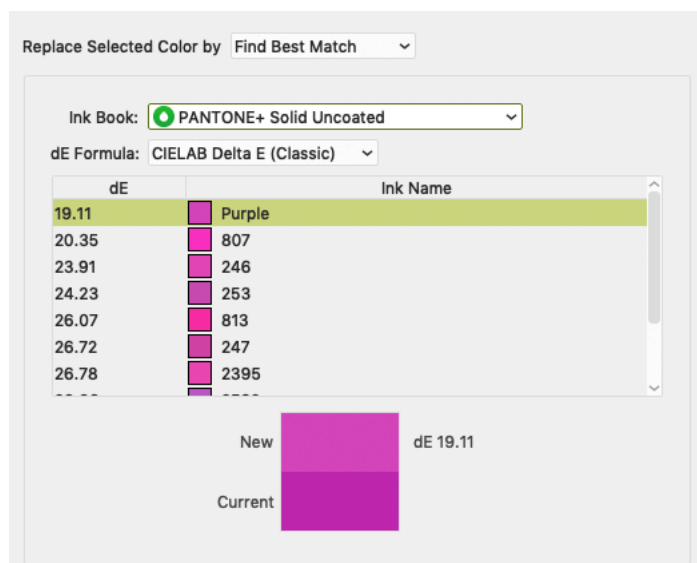 Replace Selected Color by Find Best Match
Ink Book: PANTONE+ Solid Uncoated
dE Formula: CIELAB Delta E (Classic)
dE Ink Name
19.11 Purple
20.35 807
23.91 246
24.23 253
26.07 813
26.72 247
26.78 2395
New dE 19.11
Current